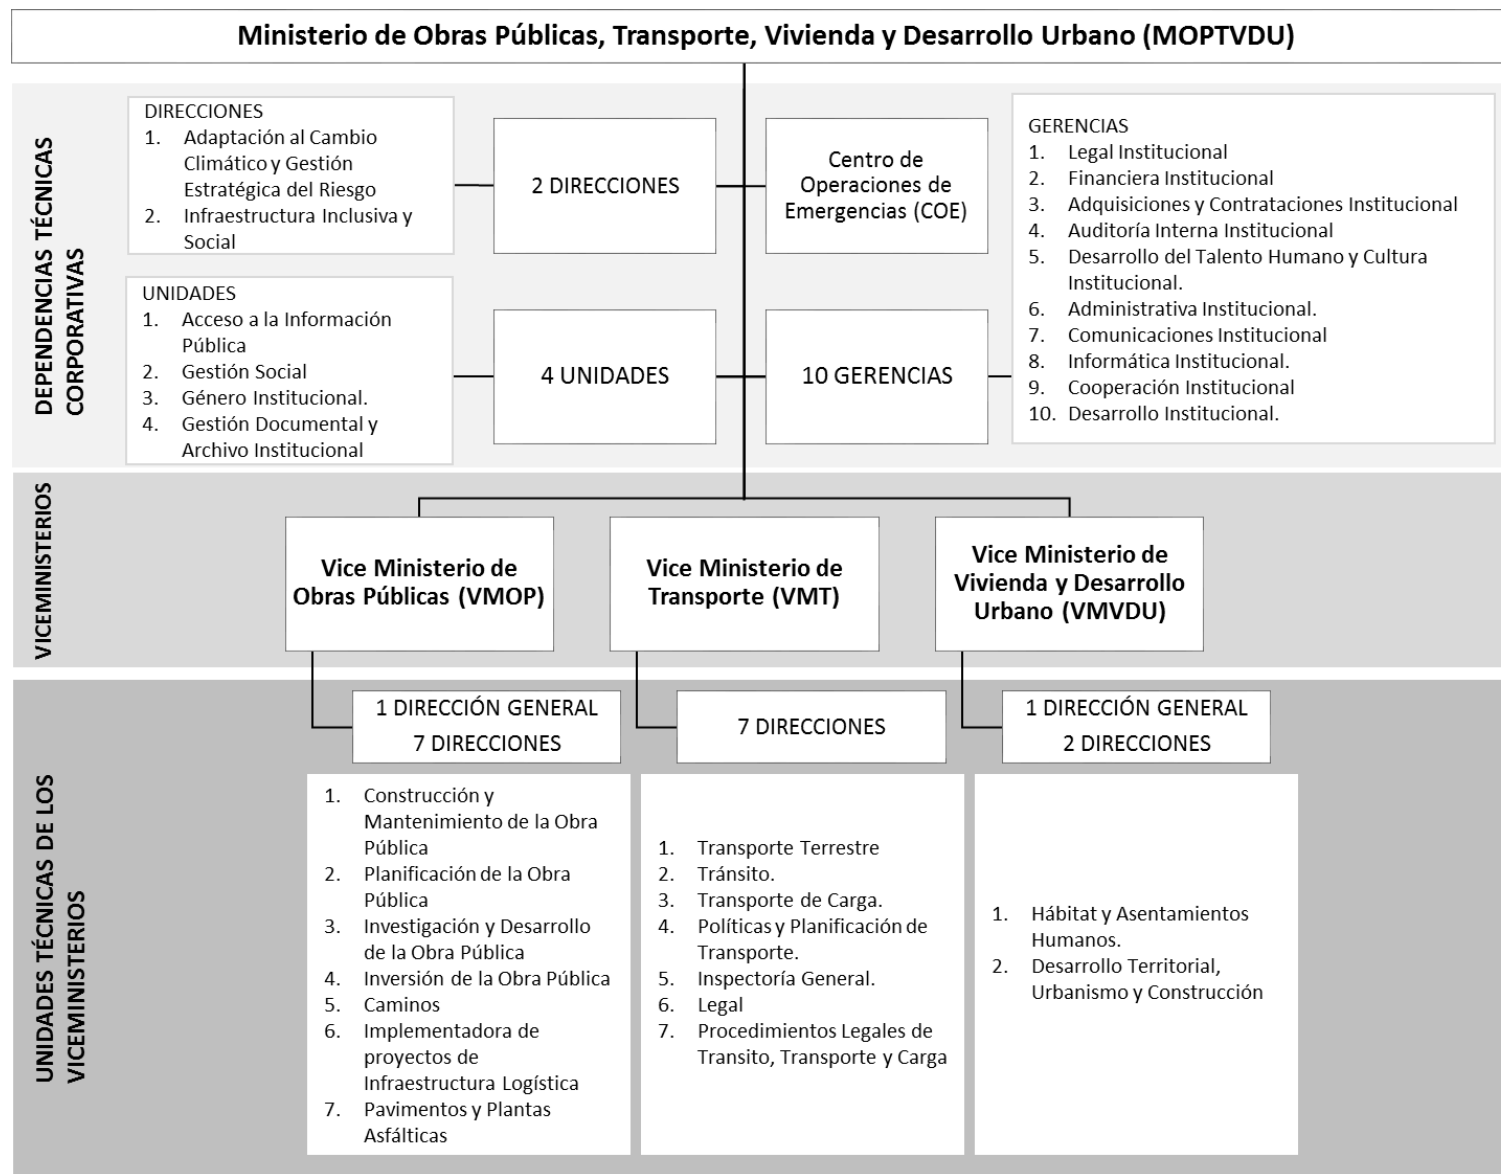 Ministerio de Obras Públicas, Transporte, Vivienda y Desarrollo Urbano (MOPTVDU)
DEPENDENCIAS TÉCNICAS
CORPORATIVAS
DIRECCIONES
1. Adaptación al Cambio
Climático y Gestión
Estratégica del Riesgo
2. Infraestructura Inclusiva y
Social
2 DIRECCIONES
Centro de
Operaciones de
Emergencias (COE)
GERENCIAS
1. Legal Institucional
2. Financiera Institucional
3. Adquisiciones y Contrataciones Institucional
4. Auditoría Interna Institucional
5. Desarrollo del Talento Humano y Cultura
Institucional.
6. Administrativa Institucional.
7. Comunicaciones Institucional
8. Informática Institucional.
9. Cooperación Institucional
10. Desarrollo Institucional.
UNIDADES
1. Acceso a la Información
Pública
2. Gestión Social
3. Género Institucional.
4. Gestión Documental y
Archivo Institucional
4 UNIDADES
10 GERENCIAS
VICEMINISTERIOS
Vice Ministerio de
Obras Públicas (VMOP)
Vice Ministerio de
Transporte (VMT)
Vice Ministerio de
Vivienda y Desarrollo
Urbano (VMVDU)
UNIDADES TÉCNICAS DE LOS
VICEMINISTERIOS
1 DIRECCIÓN GENERAL
7 DIRECCIONES
7 DIRECCIONES
1 DIRECCIÓN GENERAL
2 DIRECCIONES
1. Construcción y
Mantenimiento de la Obra
Pública
2. Planificación de la Obra
Pública
3. Investigación y Desarrollo
de la Obra Pública
4. Inversión de la Obra Pública
5. Caminos
6. Implementadora de
proyectos de
Infraestructura Logística
7. Pavimentos y Plantas
Asfálticas
1. Transporte Terrestre
2. Tránsito.
3. Transporte de Carga.
4. Políticas y Planificación de
Transporte.
5. Inspectoría General.
6. Legal
7. Procedimientos Legales de
Transito, Transporte y Carga
1. Hábitat y Asentamientos
Humanos.
2. Desarrollo Territorial,
Urbanismo y Construcción